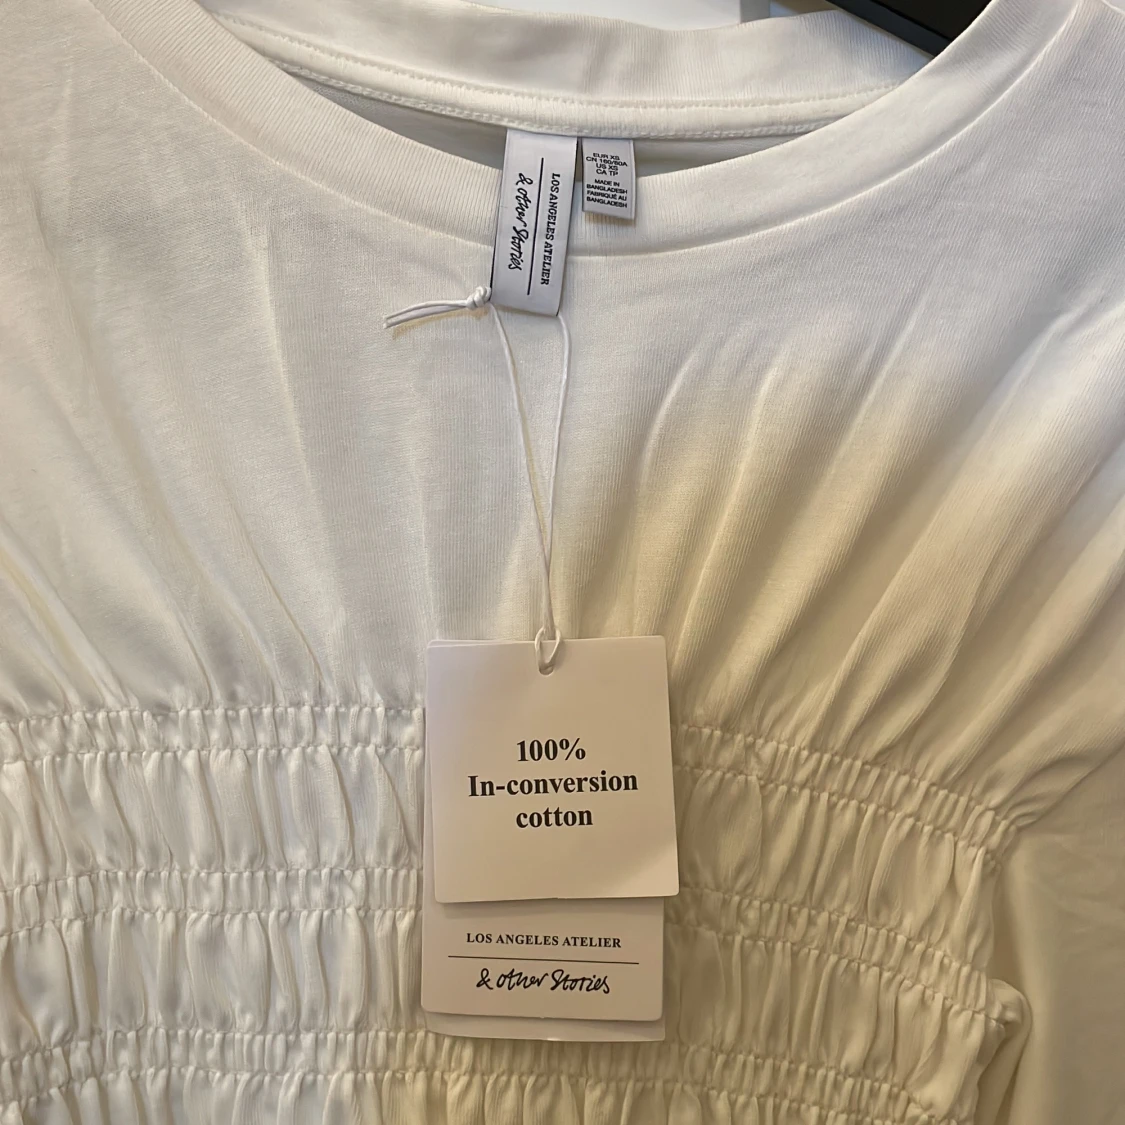 LOS ANGELES ATELIER
& other Stories
EUR XS
CN 160/80A
US XS
CA TP
MADE IN
BANGLADESH
FABRIQUÉ AU
BANGLADESH
100%
In-conversion
cotton
LOS ANGELES ATELIER
& other Stories